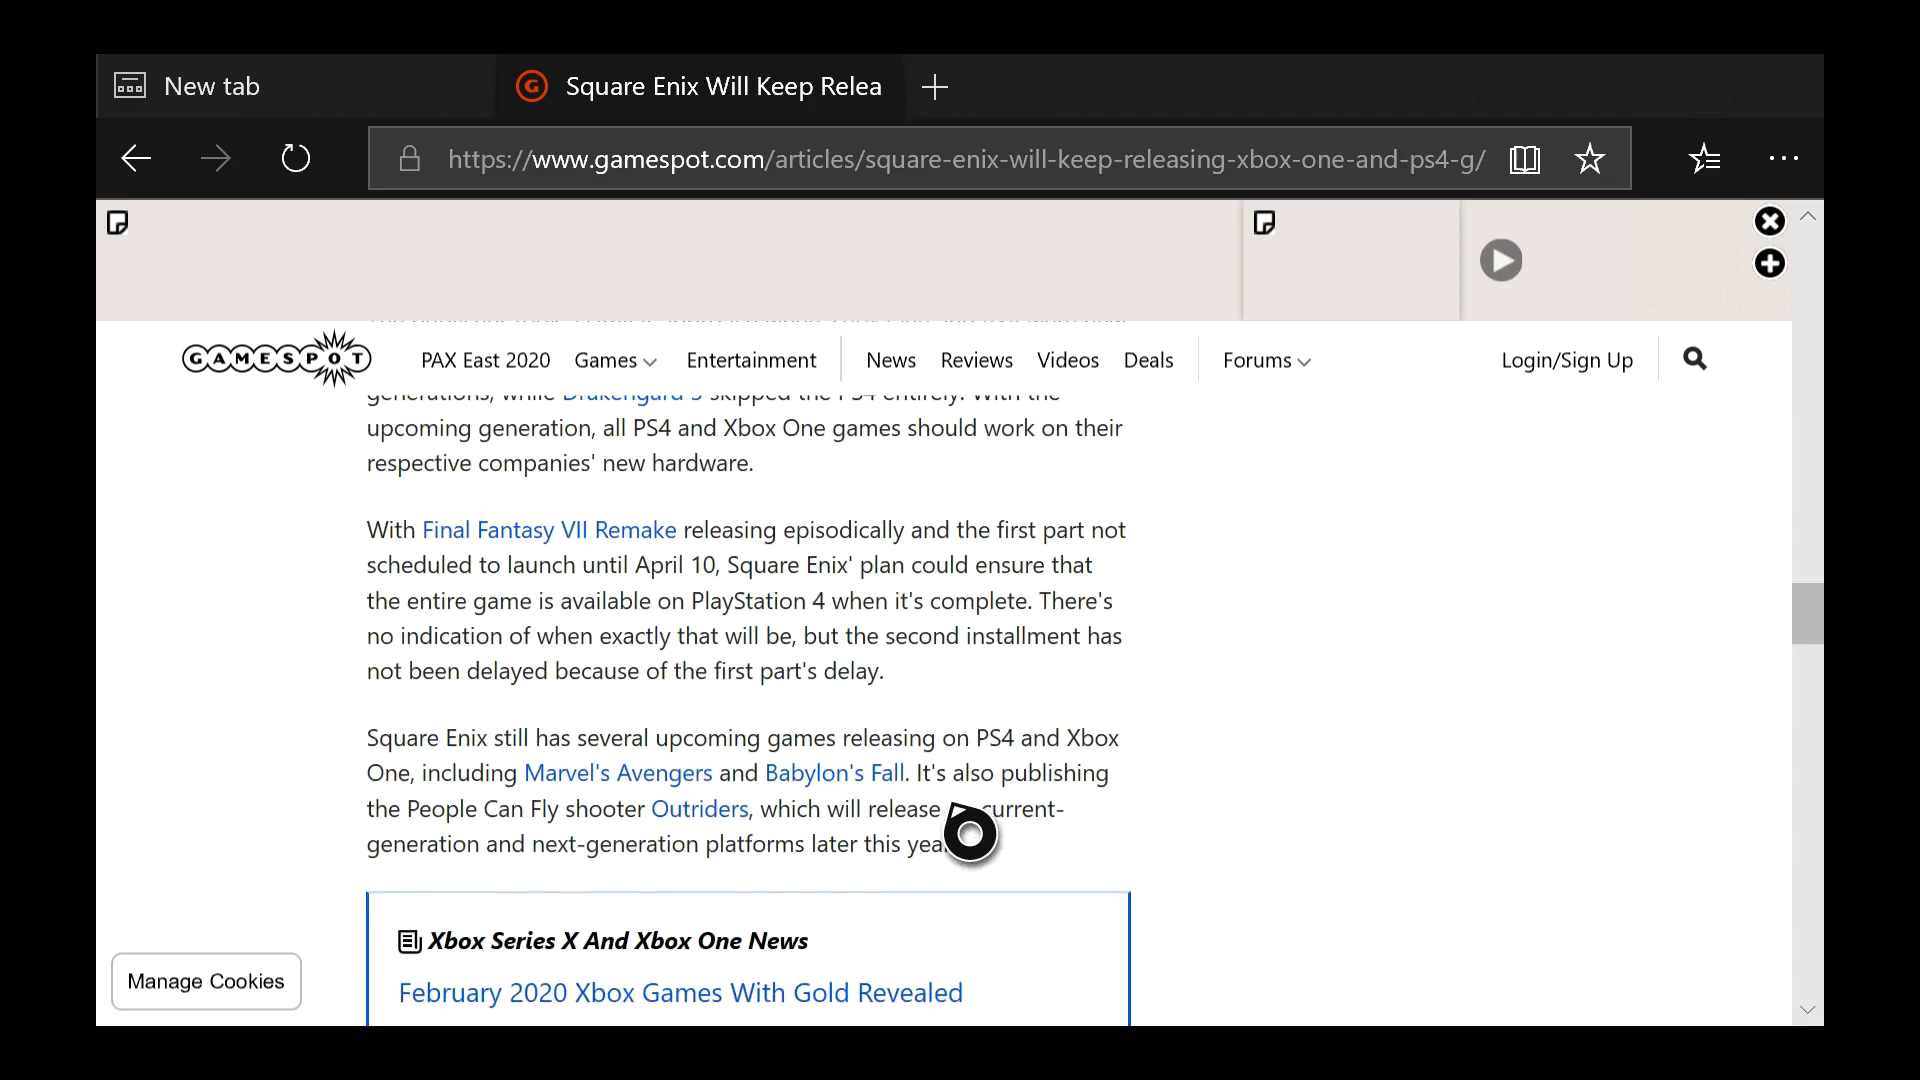 New tab
Square Enix Will Keep Relea
https://www.gamespot.com/articles/square-enix-will-keep-releasing-xbox-one-and-ps4-g/
GAMESPOT
PAX East 2020 Games Entertainment News Reviews Videos Deals Forums Login/Sign Up
generations, while Drakengard 3 skipped the PS4 entirely. With the
upcoming generation, all PS4 and Xbox One games should work on their
respective companies' new hardware.
With Final Fantasy VII Remake releasing episodically and the first part not
scheduled to launch until April 10, Square Enix' plan could ensure that
the entire game is available on PlayStation 4 when it's complete. There's
no indication of when exactly that will be, but the second installment has
not been delayed because of the first part's delay.
Square Enix still has several upcoming games releasing on PS4 and Xbox
One, including Marvel's Avengers and Babylon's Fall. It's also publishing
the People Can Fly shooter Outriders, which will release current-
generation and next-generation platforms later this year
Xbox Series X And Xbox One News
February 2020 Xbox Games With Gold Revealed
Manage Cookies